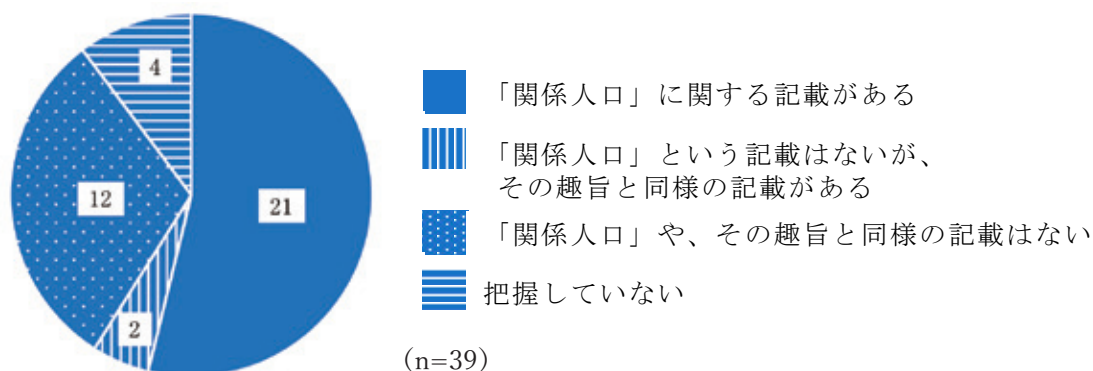 4
12
21
2
「関係人口」に関する記載がある
「関係人口」という記載はないが、
その趣旨と同様の記載がある
「関係人口」や、その趣旨と同様の記載はない
把握していない
(n=39)